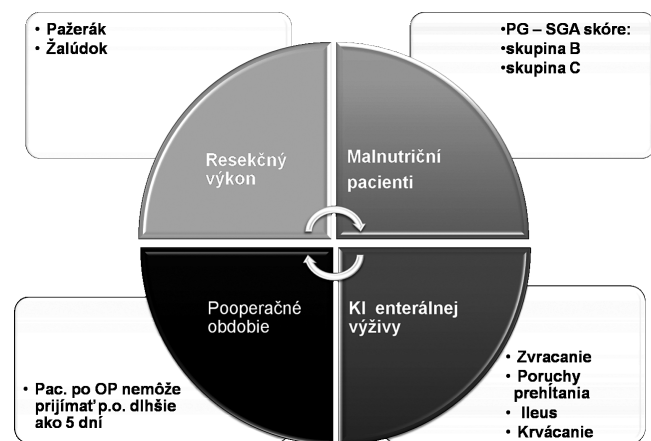 • Pažerák
• Žalúdok
•PG – SGA skóre:
•skupina B
•skupina C
Resekčný
výkon
Malnutriční
pacienti
Pooperačné
obdobie
KI enterálnej
výživy
• Pac. po OP nemôže
prijímať p.o. dlhšie
ako 5 dní
• Zvracanie
• Poruchy
prehĺtania
• Ileus
• Krvácanie